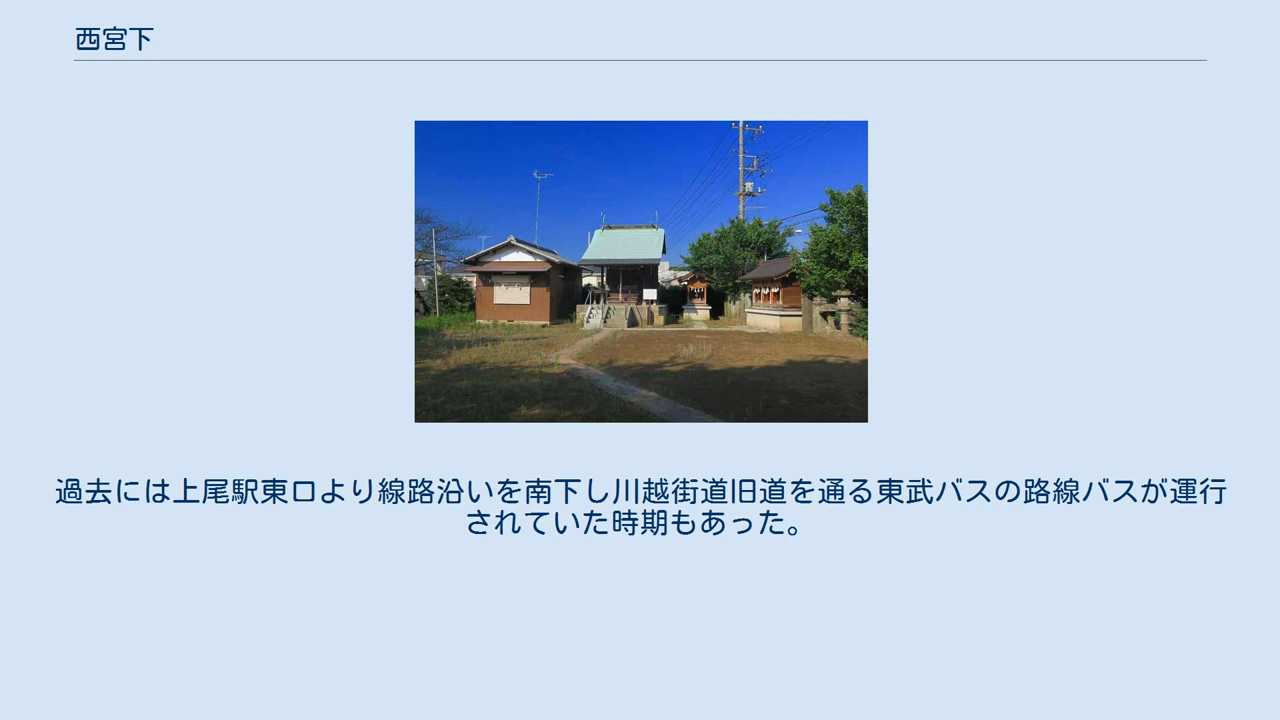 西宮下
過去には上尾駅東口より線路沿いを南下し川越街道旧道を通る東武バスの路線バスが運行
されていた時期もあった。